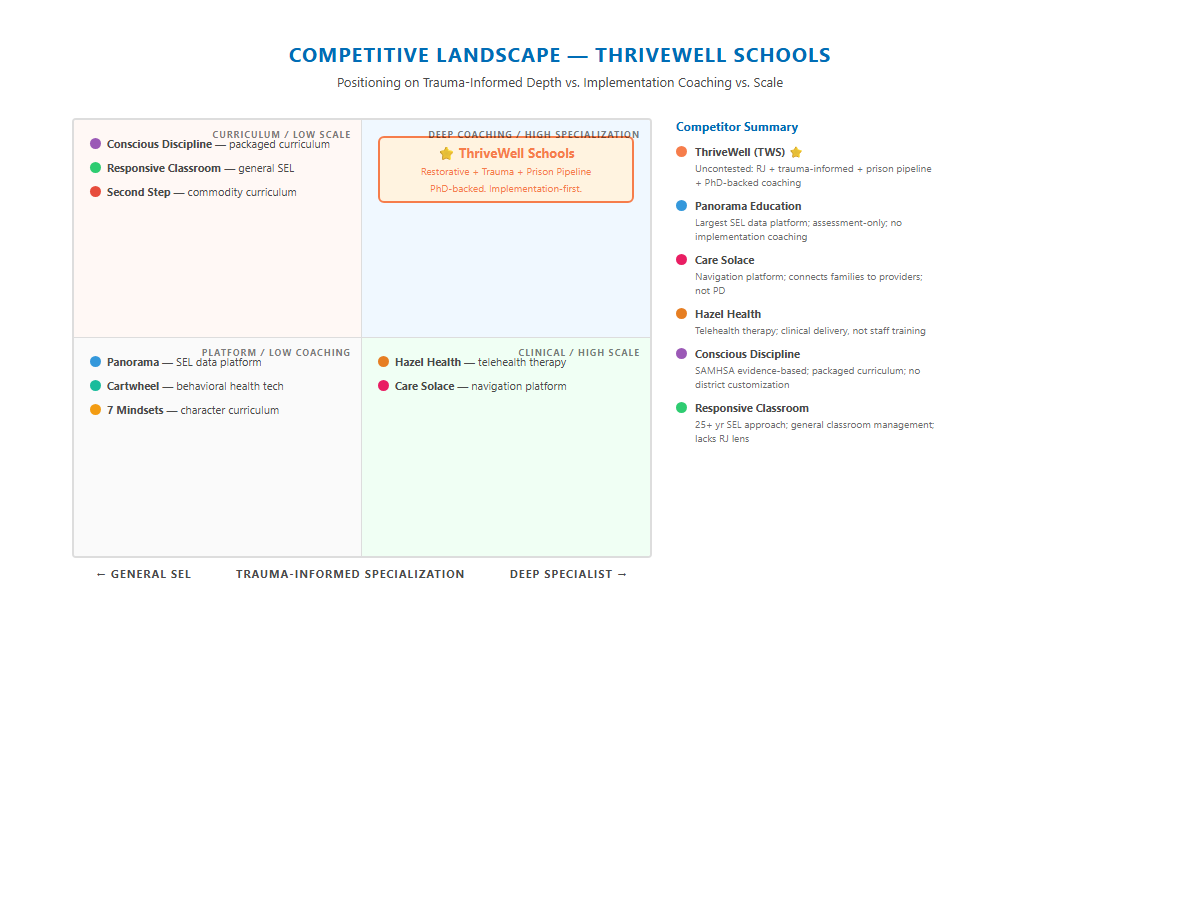 COMPETITIVE LANDSCAPE — THRIVEWELL SCHOOLS
Positioning on Trauma-Informed Depth vs. Implementation Coaching vs. Scale
CURRICULUM / LOW SCALE
Conscious Discipline — packaged curriculum
Responsive Classroom — general SEL
Second Step — commodity curriculum
DEEP COACHING / HIGH SPECIALIZATION
⭐ ThriveWell Schools
Restorative + Trauma + Prison Pipeline
PhD-backed. Implementation-first.
PLATFORM / LOW COACHING
Panorama — SEL data platform
Cartwheel — behavioral health tech
7 Mindsets — character curriculum
CLINICAL / HIGH SCALE
Hazel Health — telehealth therapy
Care Solace — navigation platform
← GENERAL SEL
TRAUMA-INFORMED SPECIALIZATION
DEEP SPECIALIST →
Competitor Summary
ThriveWell (TWS) ⭐
Uncontested: RJ + trauma-informed + prison pipeline
+ PhD-backed coaching
Panorama Education
Largest SEL data platform; assessment-only; no
implementation coaching
Care Solace
Navigation platform; connects families to providers;
not PD
Hazel Health
Telehealth therapy; clinical delivery, not staff training
Conscious Discipline
SAMHSA evidence-based; packaged curriculum; no
district customization
Responsive Classroom
25+ yr SEL approach; general classroom management;
lacks RJ lens